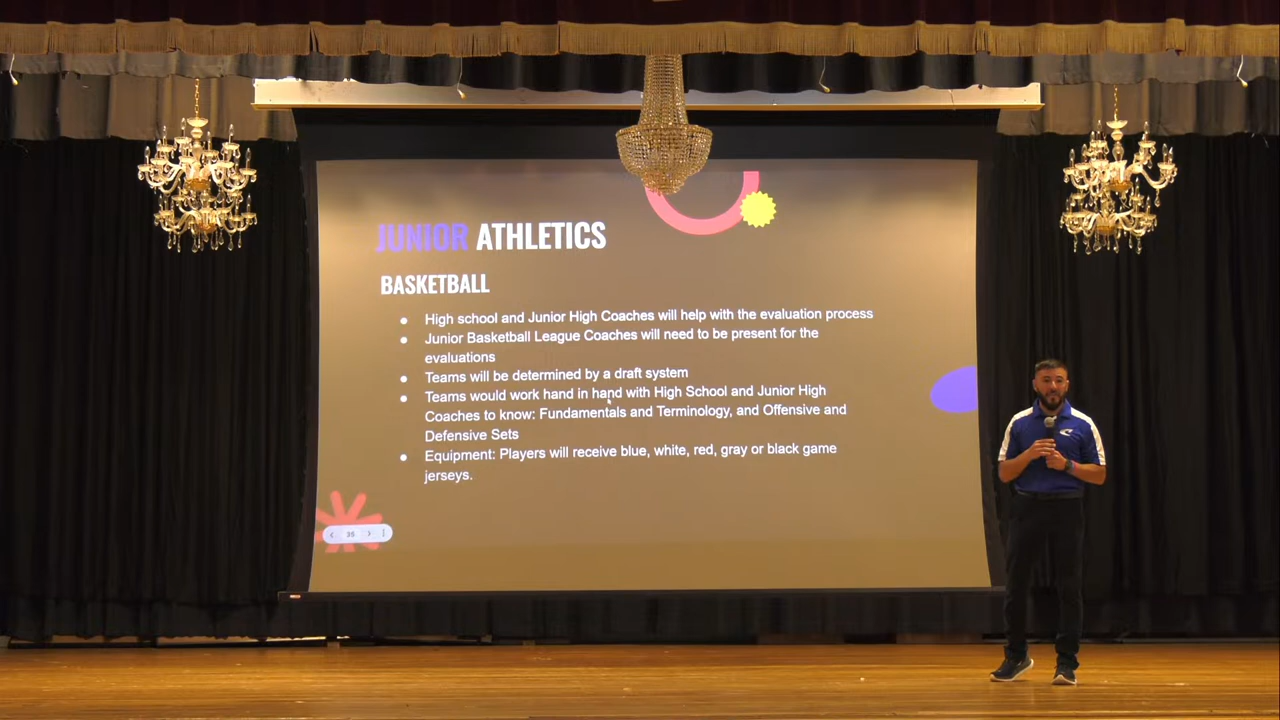 JUNIOR ATHLETICS
BASKETBALL
● High school and Junior High Coaches will help with the evaluation process
● Junior Basketball League Coaches will need to be present for the
evaluations
● Teams will be determined by a draft system
● Teams would work hand in hand with High School and Junior High
Coaches to know: Fundamentals and Terminology, and Offensive and
Defensive Sets
● Equipment: Players will receive blue, white, red, gray or black game
jerseys.